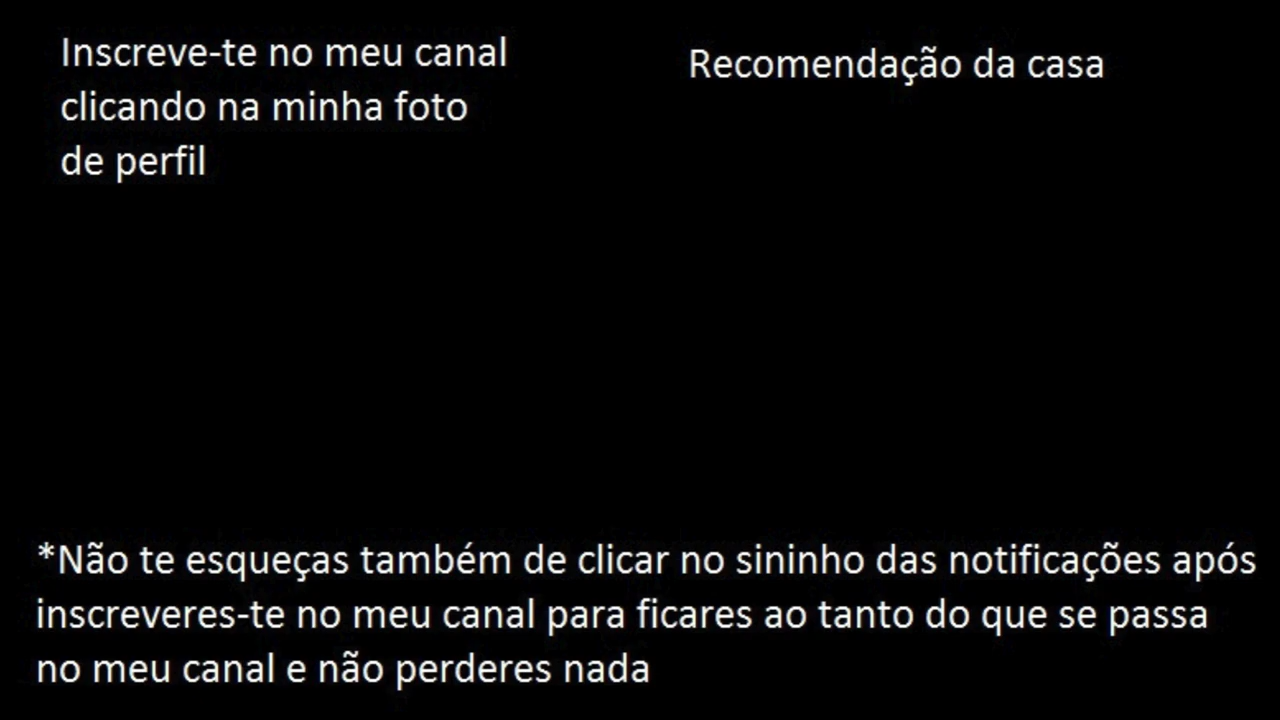 Inscreve-te no meu canal
clicando na minha foto
de perfil
Recomendação da casa
*Não te esqueças também de clicar no sininho das notificações após
inscreveres-te no meu canal para ficares ao tanto do que se passa
no meu canal e não perderes nada